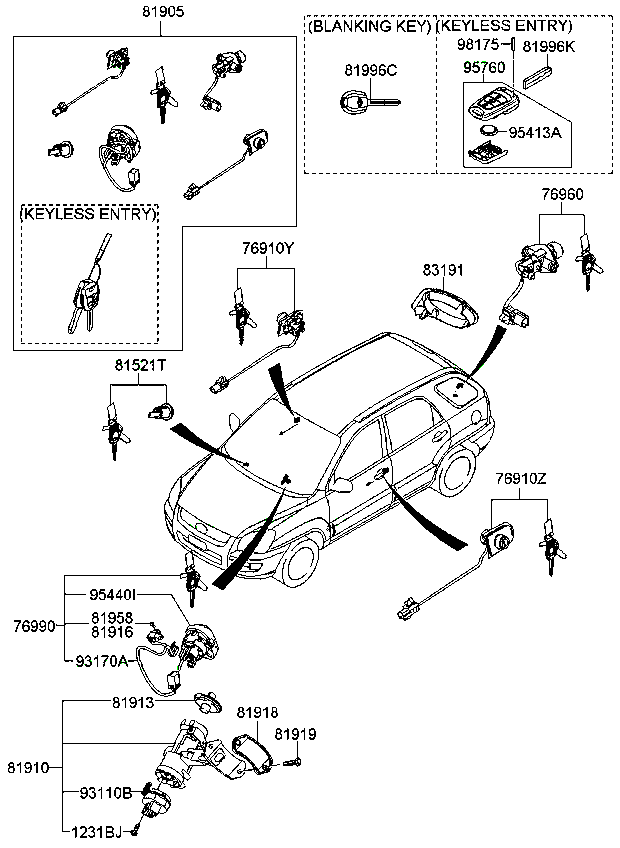 81905
(BLANKING KEY)
(KEYLESS ENTRY)
98175
81996K
81996C
95760
95413A
(KEYLESS ENTRY)
76960
76910Y
83191
81521T
76910Z
95440I
81958
76990
81916
93170A
81913
81918
81919
81910
93110B
1231BJ